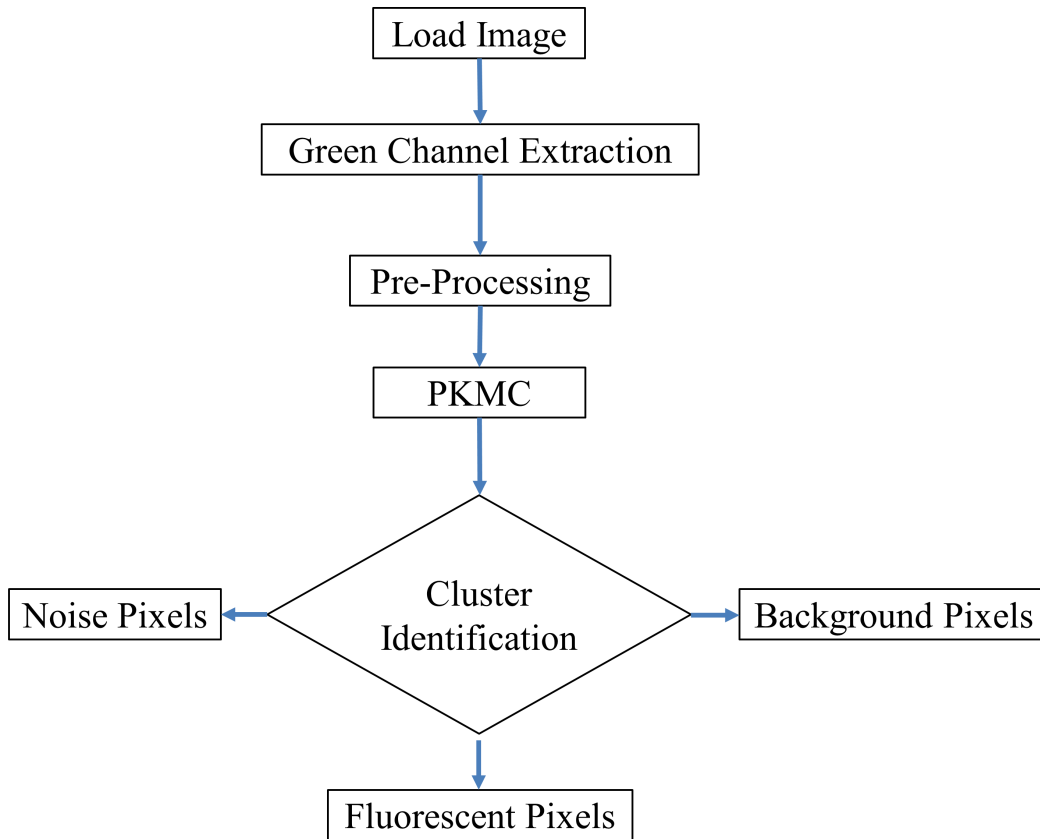 Load Image
Green Channel Extraction
Pre-Processing
PKMC
Cluster
Identification
Noise Pixels
Background Pixels
Fluorescent Pixels